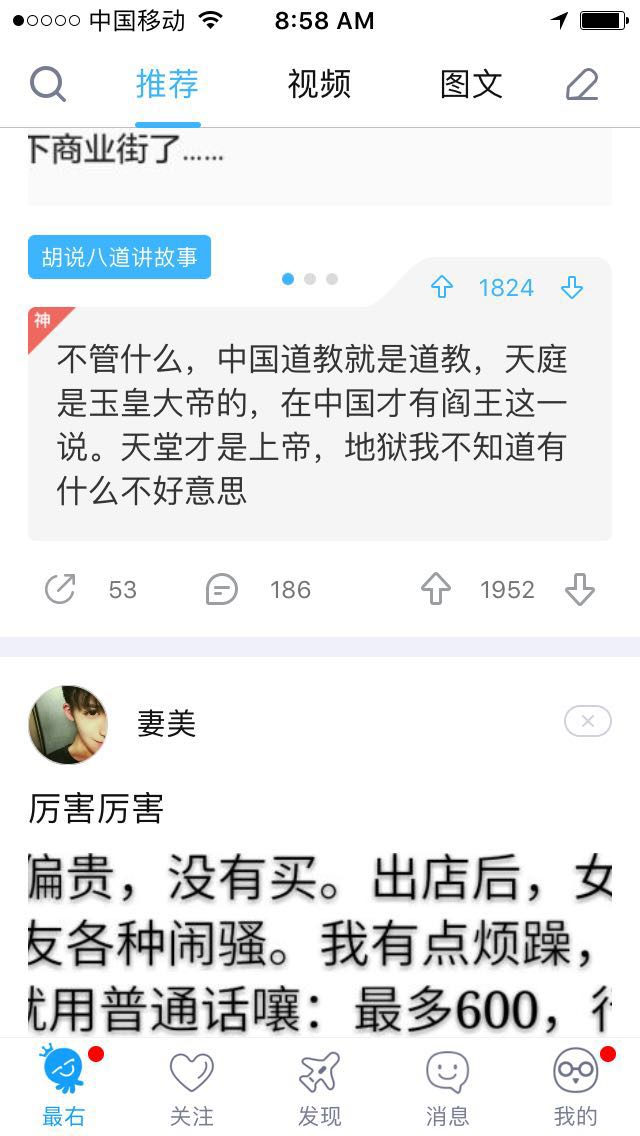 中国移动
8:58 AM
推荐
视频
图文
下商业街了......
胡说八道讲故事
1824
神
不管什么，中国道教就是道教，天庭
是玉皇大帝的，在中国才有阎王这一
说。天堂才是上帝，地狱我不知道有
什么不好意思
53
186
1952
妻美
厉害厉害
偏贵，没有买。出店后，女
友各种闹骚。我有点烦躁，
就用普通话嚷：最多600，行
最右
关注
发现
消息
我的